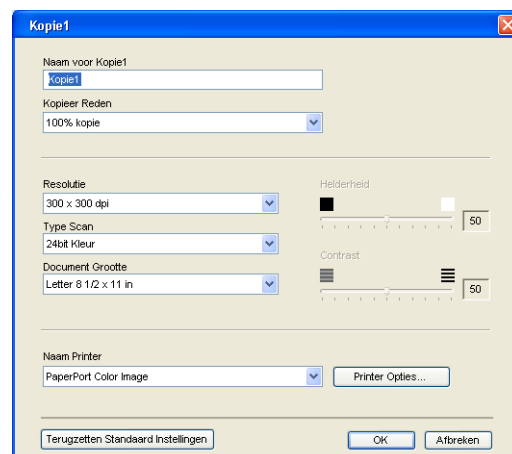 Kopie1
Naam voor Kopie1
Kopie1
Kopieer Reden
100% kopie
Resolutie
300 x 300 dpi
Type Scan
24bit Kleur
Document Grootte
Letter 8 1/2 x 11 in
Helderheid
50
Contrast
50
Naam Printer
PaperPort Color Image
Printer Opties...
Terugzetten Standaard Instellingen
OK
Afbreken